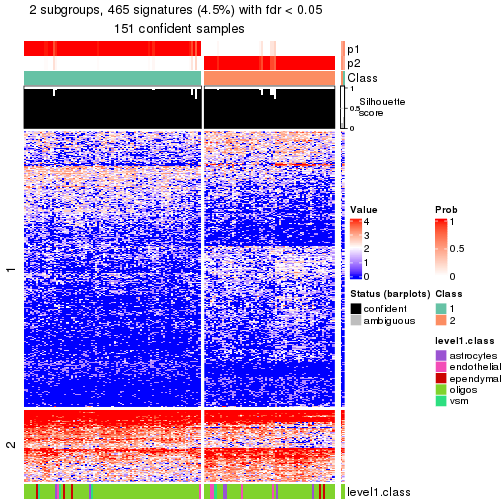 2 subgroups, 465 signatures (4.5%) with fdr < 0.05
151 confident samples
p1
p2
Class
1
0.5
0
Silhouette
score
1
2
level1.class
Value
4
3
2
1
0
Prob
1
0.5
0
Status (barplots)
confident
ambiguous
Class
1
2
level1.class
astrocytes
endothelial
ependymal
oligos
vsm